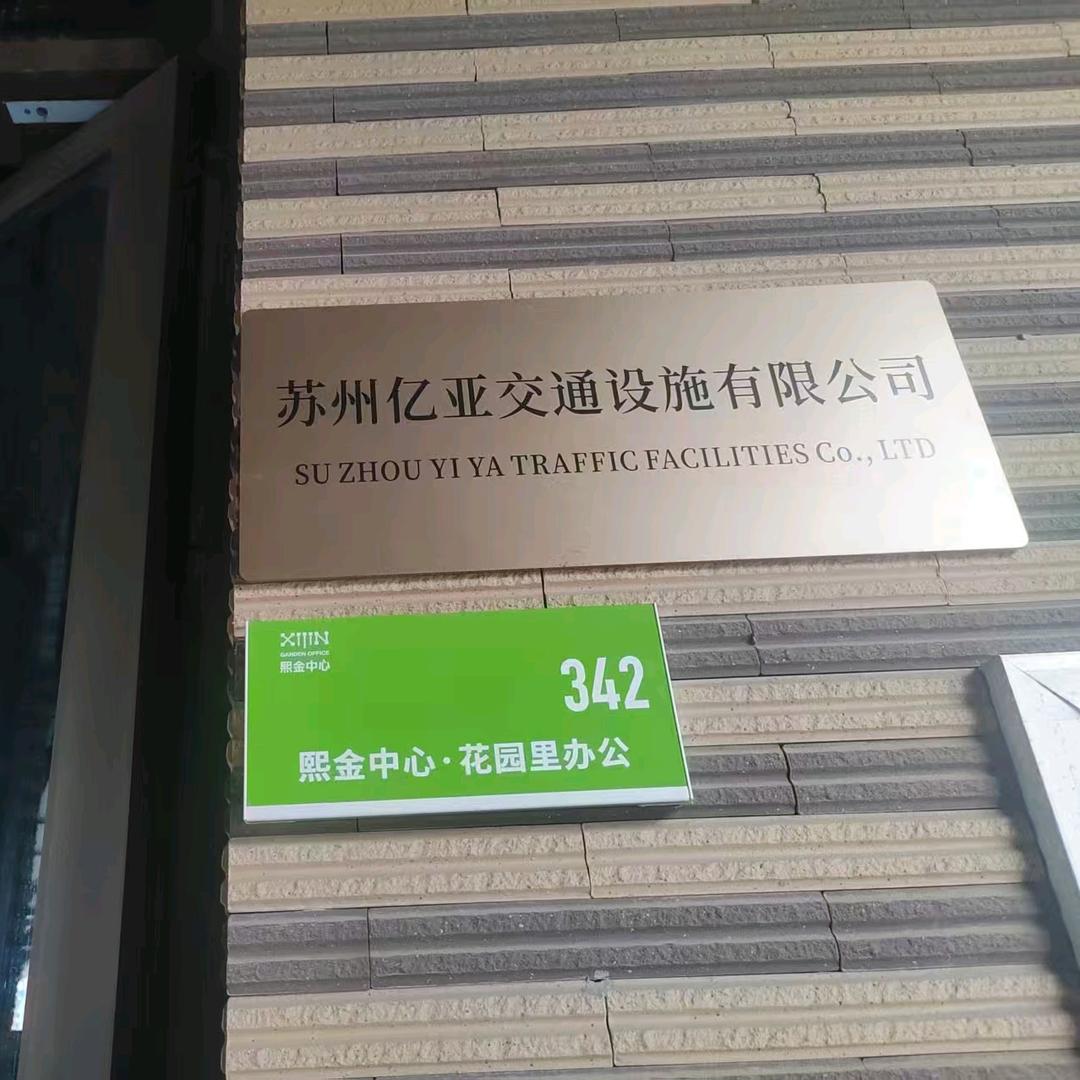 苏州亿亚交通设施有限公司
SU ZHOU YI YA TRAFFIC FACILITIES Co., LTD
XIJIN
GARDEN OFFICE
熙金中心
342
熙金中心·花园里办公